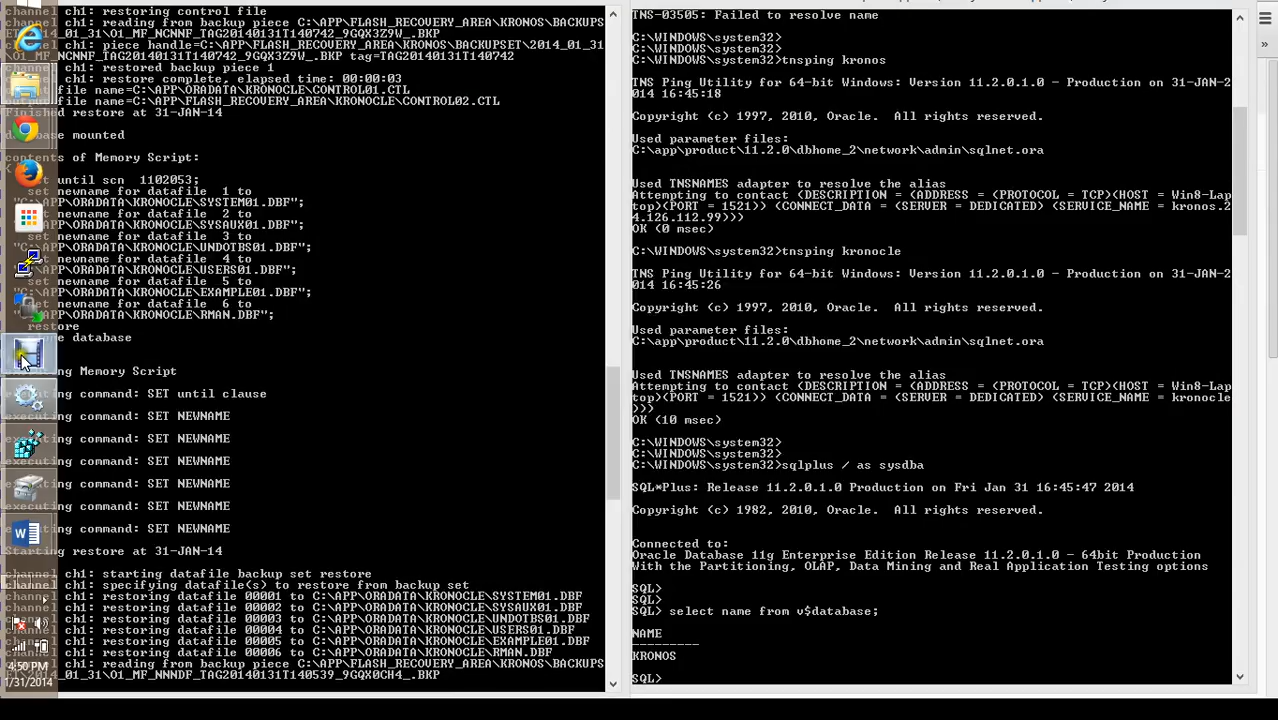 channel ch1: restoring control file
channel ch1: reading from backup piece C:\APP\FLASH_RECOVERY_AREA\KRONOS\BACKUPS
ET\2014_01_31\O1_MF_NCNNF_TAG20140131T140742_9GQX3Z9W_.BKP
channel ch1: piece handle=C:\APP\FLASH_RECOVERY_AREA\KRONOS\BACKUPSET\2014_01_31
\O1_MF_NCNNF_TAG20140131T140742_9GQX3Z9W_.BKP tag=TAG20140131T140742
channel ch1: restored backup piece 1
channel ch1: restore complete, elapsed time: 00:00:03
output file name=C:\APP\ORADATA\KRONOCLE\CONTROL01.CTL
output file name=C:\APP\FLASH_RECOVERY_AREA\KRONOCLE\CONTROL02.CTL
Finished restore at 31-JAN-14
database mounted
contents of Memory Script:
{
set until scn 1102053;
set newname for datafile 1 to
"C:\APP\ORADATA\KRONOCLE\SYSTEM01.DBF";
set newname for datafile 2 to
"C:\APP\ORADATA\KRONOCLE\SYSAUX01.DBF";
set newname for datafile 3 to
"C:\APP\ORADATA\KRONOCLE\UNDOTBS01.DBF";
set newname for datafile 4 to
"C:\APP\ORADATA\KRONOCLE\USERS01.DBF";
set newname for datafile 5 to
"C:\APP\ORADATA\KRONOCLE\EXAMPLE01.DBF";
set newname for datafile 6 to
"C:\APP\ORADATA\KRONOCLE\RMAN.DBF";
restore
clone database
executing Memory Script
executing command: SET until clause
executing command: SET NEWNAME
executing command: SET NEWNAME
executing command: SET NEWNAME
executing command: SET NEWNAME
executing command: SET NEWNAME
executing command: SET NEWNAME
Starting restore at 31-JAN-14
channel ch1: starting datafile backup set restore
channel ch1: specifying datafile(s) to restore from backup set
channel ch1: restoring datafile 00001 to C:\APP\ORADATA\KRONOCLE\SYSTEM01.DBF
channel ch1: restoring datafile 00002 to C:\APP\ORADATA\KRONOCLE\SYSAUX01.DBF
channel ch1: restoring datafile 00003 to C:\APP\ORADATA\KRONOCLE\UNDOTBS01.DBF
channel ch1: restoring datafile 00004 to C:\APP\ORADATA\KRONOCLE\USERS01.DBF
channel ch1: restoring datafile 00005 to C:\APP\ORADATA\KRONOCLE\EXAMPLE01.DBF
channel ch1: restoring datafile 00006 to C:\APP\ORADATA\KRONOCLE\RMAN.DBF
channel ch1: reading from backup piece C:\APP\FLASH_RECOVERY_AREA\KRONOS\BACKUPS
ET\2014_01_31\O1_MF_NNNDF_TAG20140131T140539_9GQX0CH4_.BKP
4:50 PM
1/31/2014
TNS-03505: Failed to resolve name
C:\WINDOWS\system32>
C:\WINDOWS\system32>
C:\WINDOWS\system32>tnsping kronos
TNS Ping Utility for 64-bit Windows: Version 11.2.0.1.0 - Production on 31-JAN-2
014 16:45:18
Copyright (c) 1997, 2010, Oracle. All rights reserved.
Used parameter files:
C:\app\product\11.2.0\dbhome_2\network\admin\sqlnet.ora
Used TNSNAMES adapter to resolve the alias
Attempting to contact (DESCRIPTION = (ADDRESS = (PROTOCOL = TCP)(HOST = Win8-Lap
top)(PORT = 1521)) (CONNECT_DATA = (SERVER = DEDICATED) (SERVICE_NAME = kronos.2
4.126.112.99)))
OK (0 msec)
C:\WINDOWS\system32>tnsping kronocle
TNS Ping Utility for 64-bit Windows: Version 11.2.0.1.0 - Production on 31-JAN-2
014 16:45:26
Copyright (c) 1997, 2010, Oracle. All rights reserved.
Used parameter files:
C:\app\product\11.2.0\dbhome_2\network\admin\sqlnet.ora
Used TNSNAMES adapter to resolve the alias
Attempting to contact (DESCRIPTION = (ADDRESS = (PROTOCOL = TCP)(HOST = Win8-Lap
top)(PORT = 1521)) (CONNECT_DATA = (SERVER = DEDICATED) (SERVICE_NAME = kronocle
)))
OK (10 msec)
C:\WINDOWS\system32>
C:\WINDOWS\system32>
C:\WINDOWS\system32>sqlplus / as sysdba
SQL*Plus: Release 11.2.0.1.0 Production on Fri Jan 31 16:45:47 2014
Copyright (c) 1982, 2010, Oracle. All rights reserved.
Connected to:
Oracle Database 11g Enterprise Edition Release 11.2.0.1.0 - 64bit Production
With the Partitioning, OLAP, Data Mining and Real Application Testing options
SQL>
SQL>
SQL> select name from v$database;
NAME
---------
KRONOS
SQL>